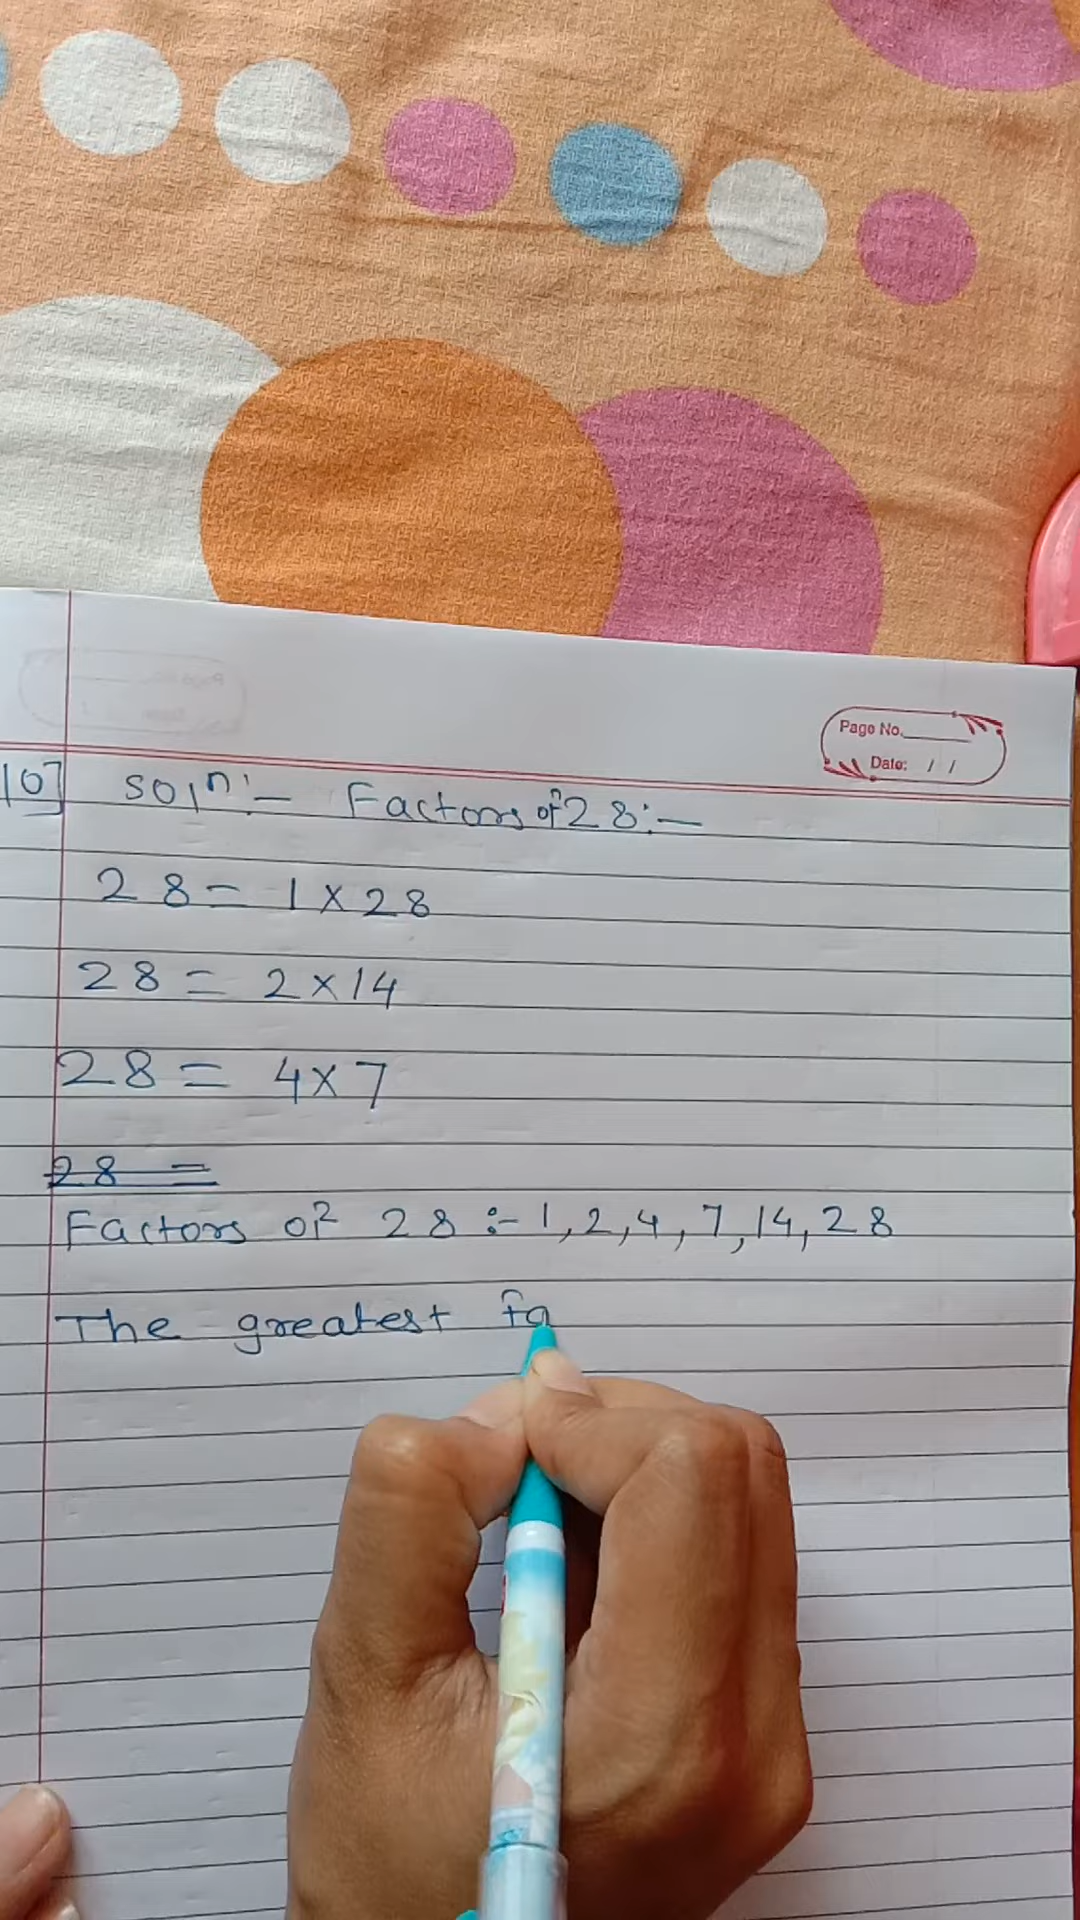 Page No.
Date: / /
10] Soln:- Factors of 28:-
28 = 1 x 28
28 = 2 x 14
28 = 4 x 7
28 =
Factors of 28 :- 1, 2, 4, 7, 14, 28
The greatest fa